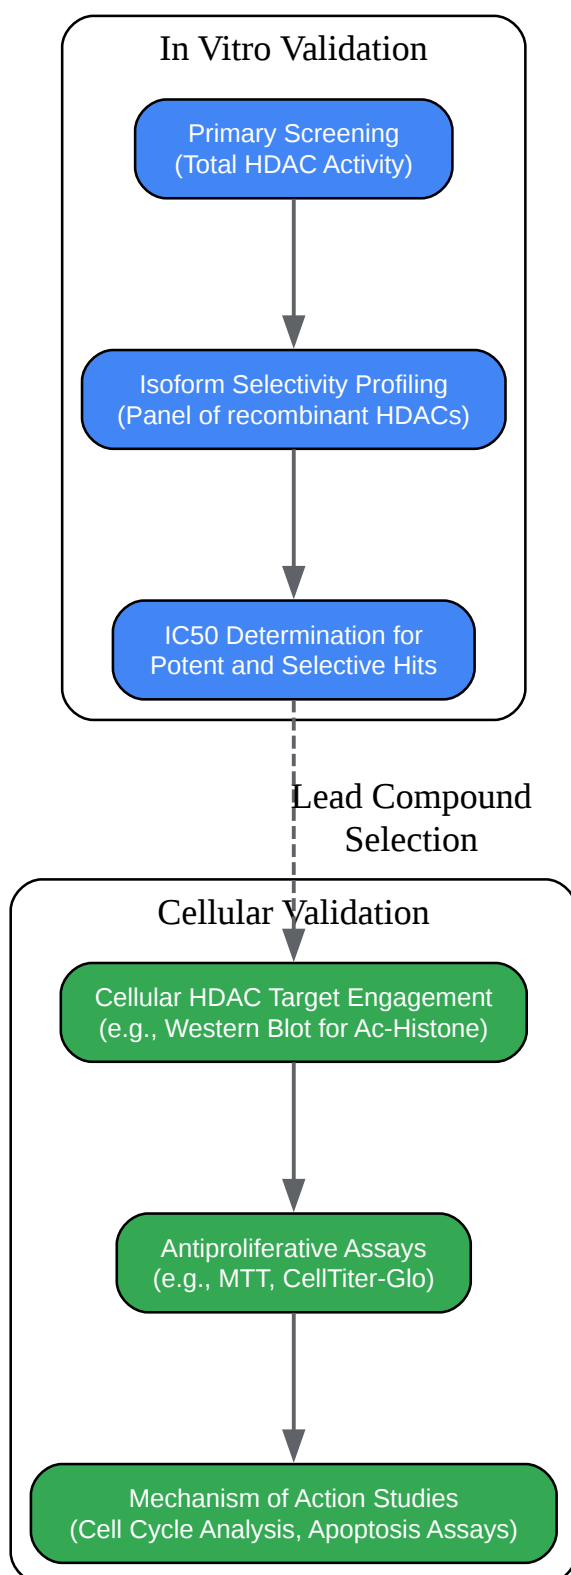 In Vitro Validation
Primary Screening
(Total HDAC Activity)
Isoform Selectivity Profiling
(Panel of recombinant HDACs)
IC50 Determination for
Potent and Selective Hits
Lead Compound
Selection
Cellular Validation
Cellular HDAC Target Engagement
(e.g., Western Blot for Ac-Histone)
Antiproliferative Assays
(e.g., MTT, CellTiter-Glo)
Mechanism of Action Studies
(Cell Cycle Analysis, Apoptosis Assays)